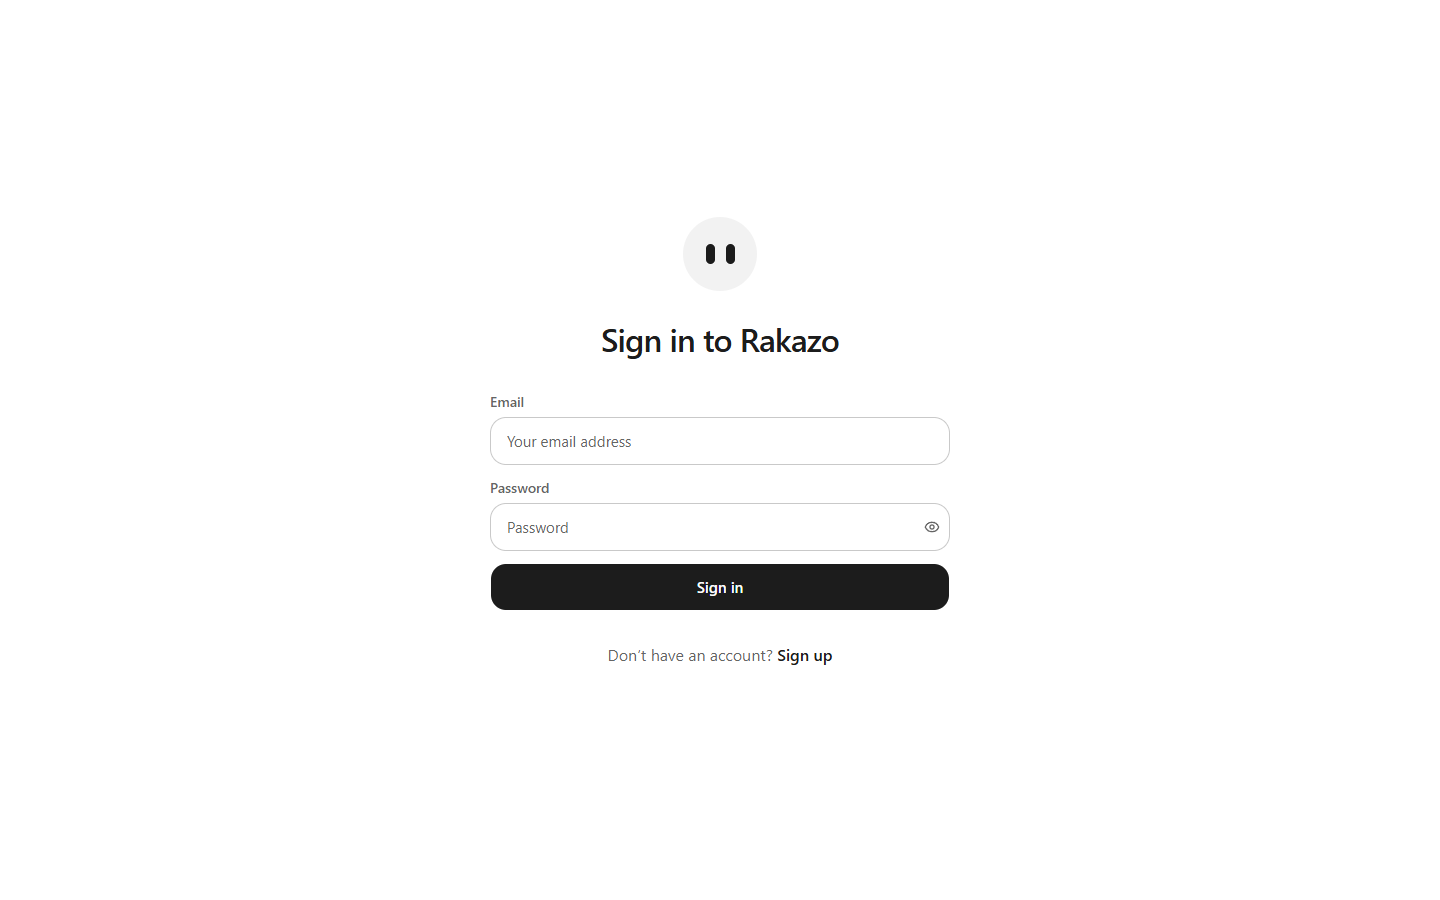 Sign in to Rakazo
Email
Your email address
Password
Password
Sign in
Don’t have an account? Sign up